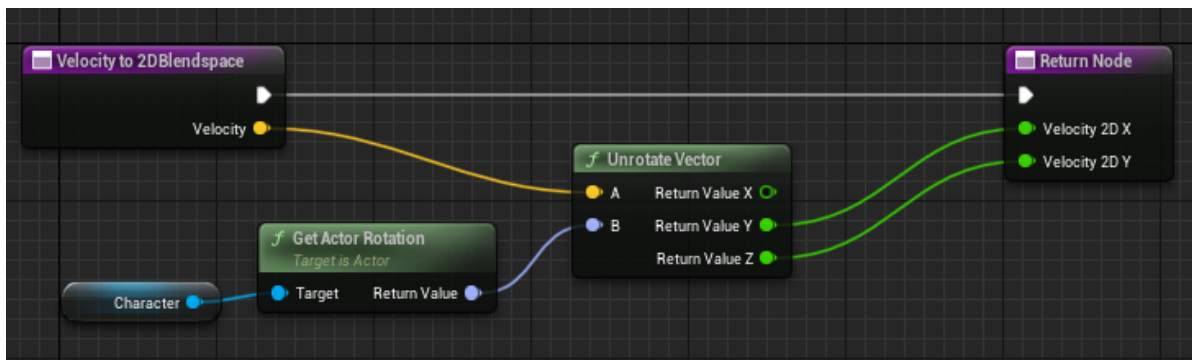 Velocity to 2DBlendspace
Velocity
Return Node
Velocity 2D X
Velocity 2D Y
f Unrotate Vector
A Return Value X
B Return Value Y
Return Value Z
f Get Actor Rotation
Target is Actor
Target Return Value
Character